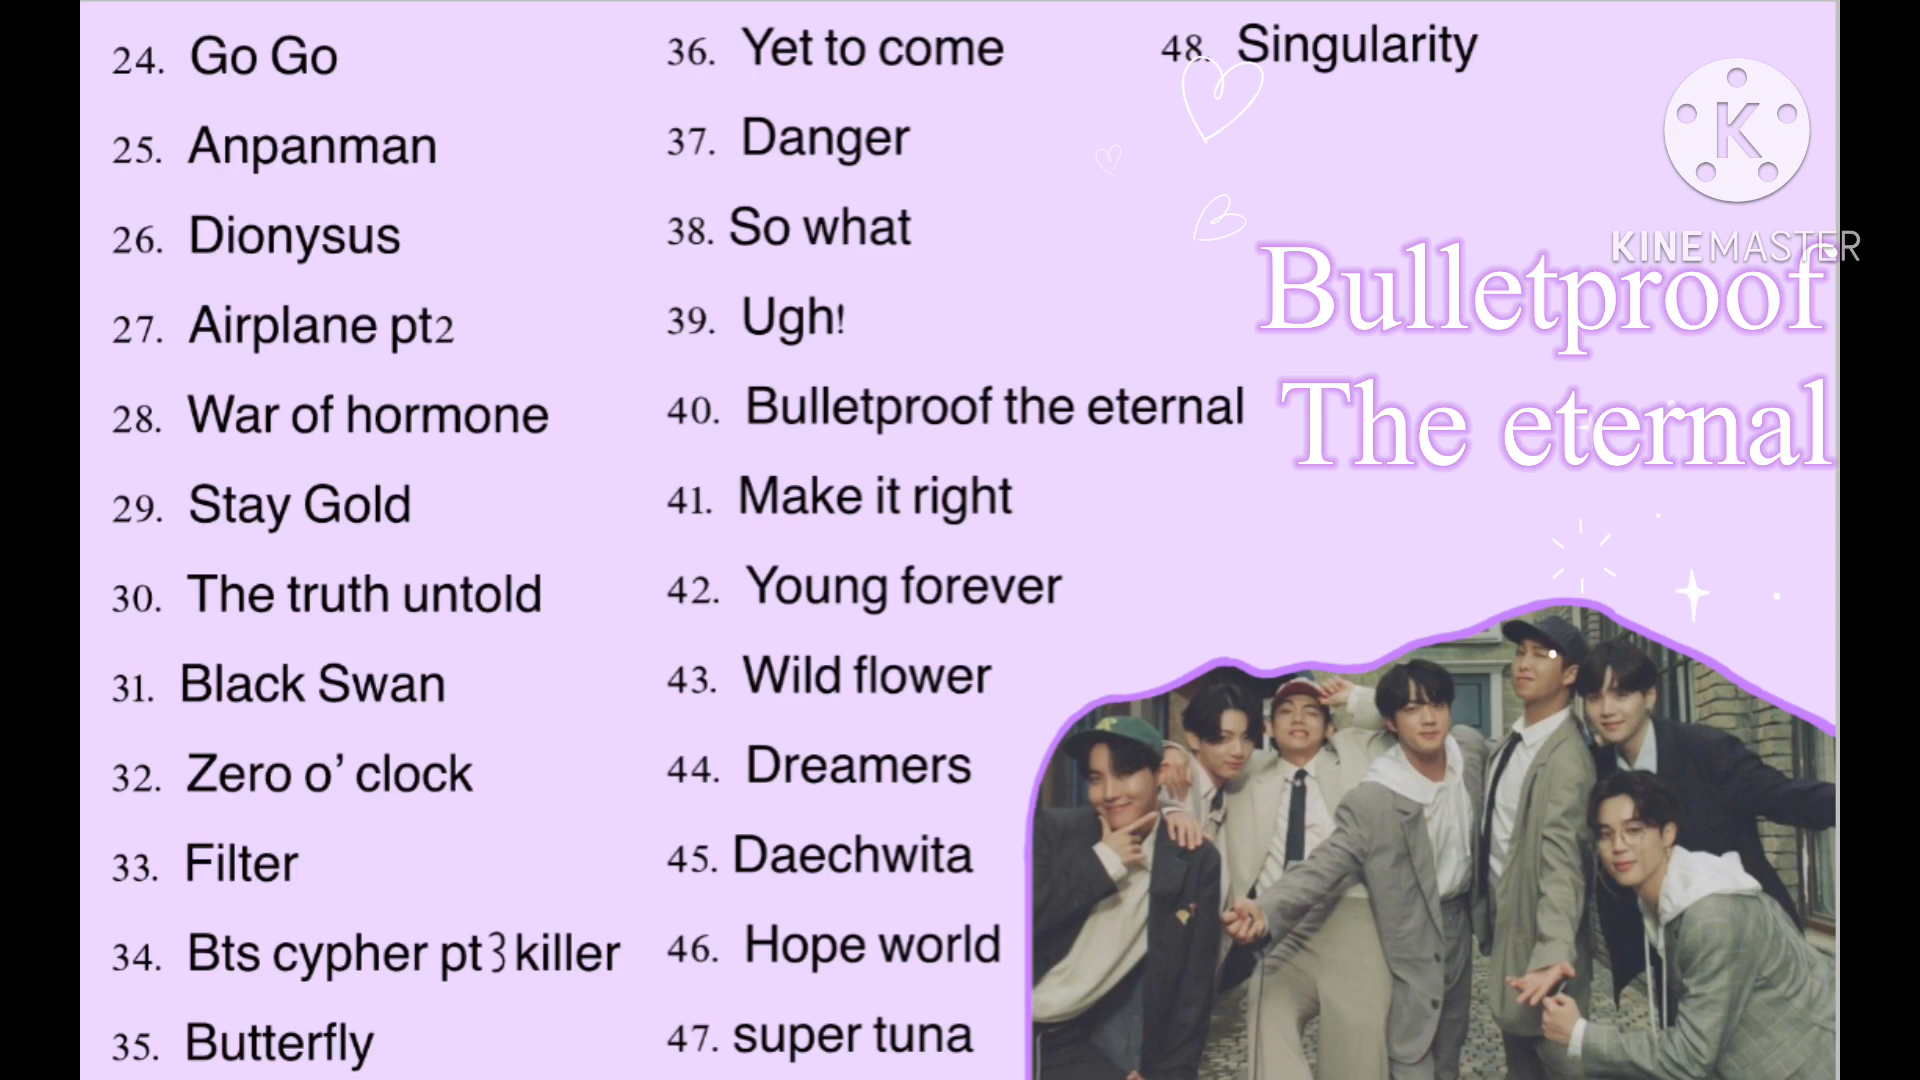 24. Go Go
25. Anpanman
26. Dionysus
27. Airplane pt2
28. War of hormone
29. Stay Gold
30. The truth untold
31. Black Swan
32. Zero o’ clock
33. Filter
34. Bts cypher pt 3 killer
35. Butterfly
36. Yet to come
37. Danger
38. So what
39. Ugh!
40. Bulletproof the eternal
41. Make it right
42. Young forever
43. Wild flower
44. Dreamers
45. Daechwita
46. Hope world
47. super tuna
48. Singularity
K
KINEMASTER
Bulletproof
The eternal